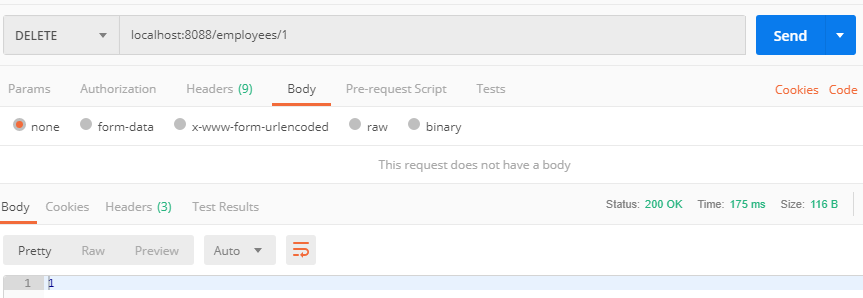 DELETE localhost:8088/employees/1 Send
Params Authorization Headers (9) Body Pre-request Script Tests Cookies Code
none form-data x-www-form-urlencoded raw binary
This request does not have a body
Body Cookies Headers (3) Test Results Status: 200 OK Time: 175 ms Size: 116 B
Pretty Raw Preview Auto
1 1